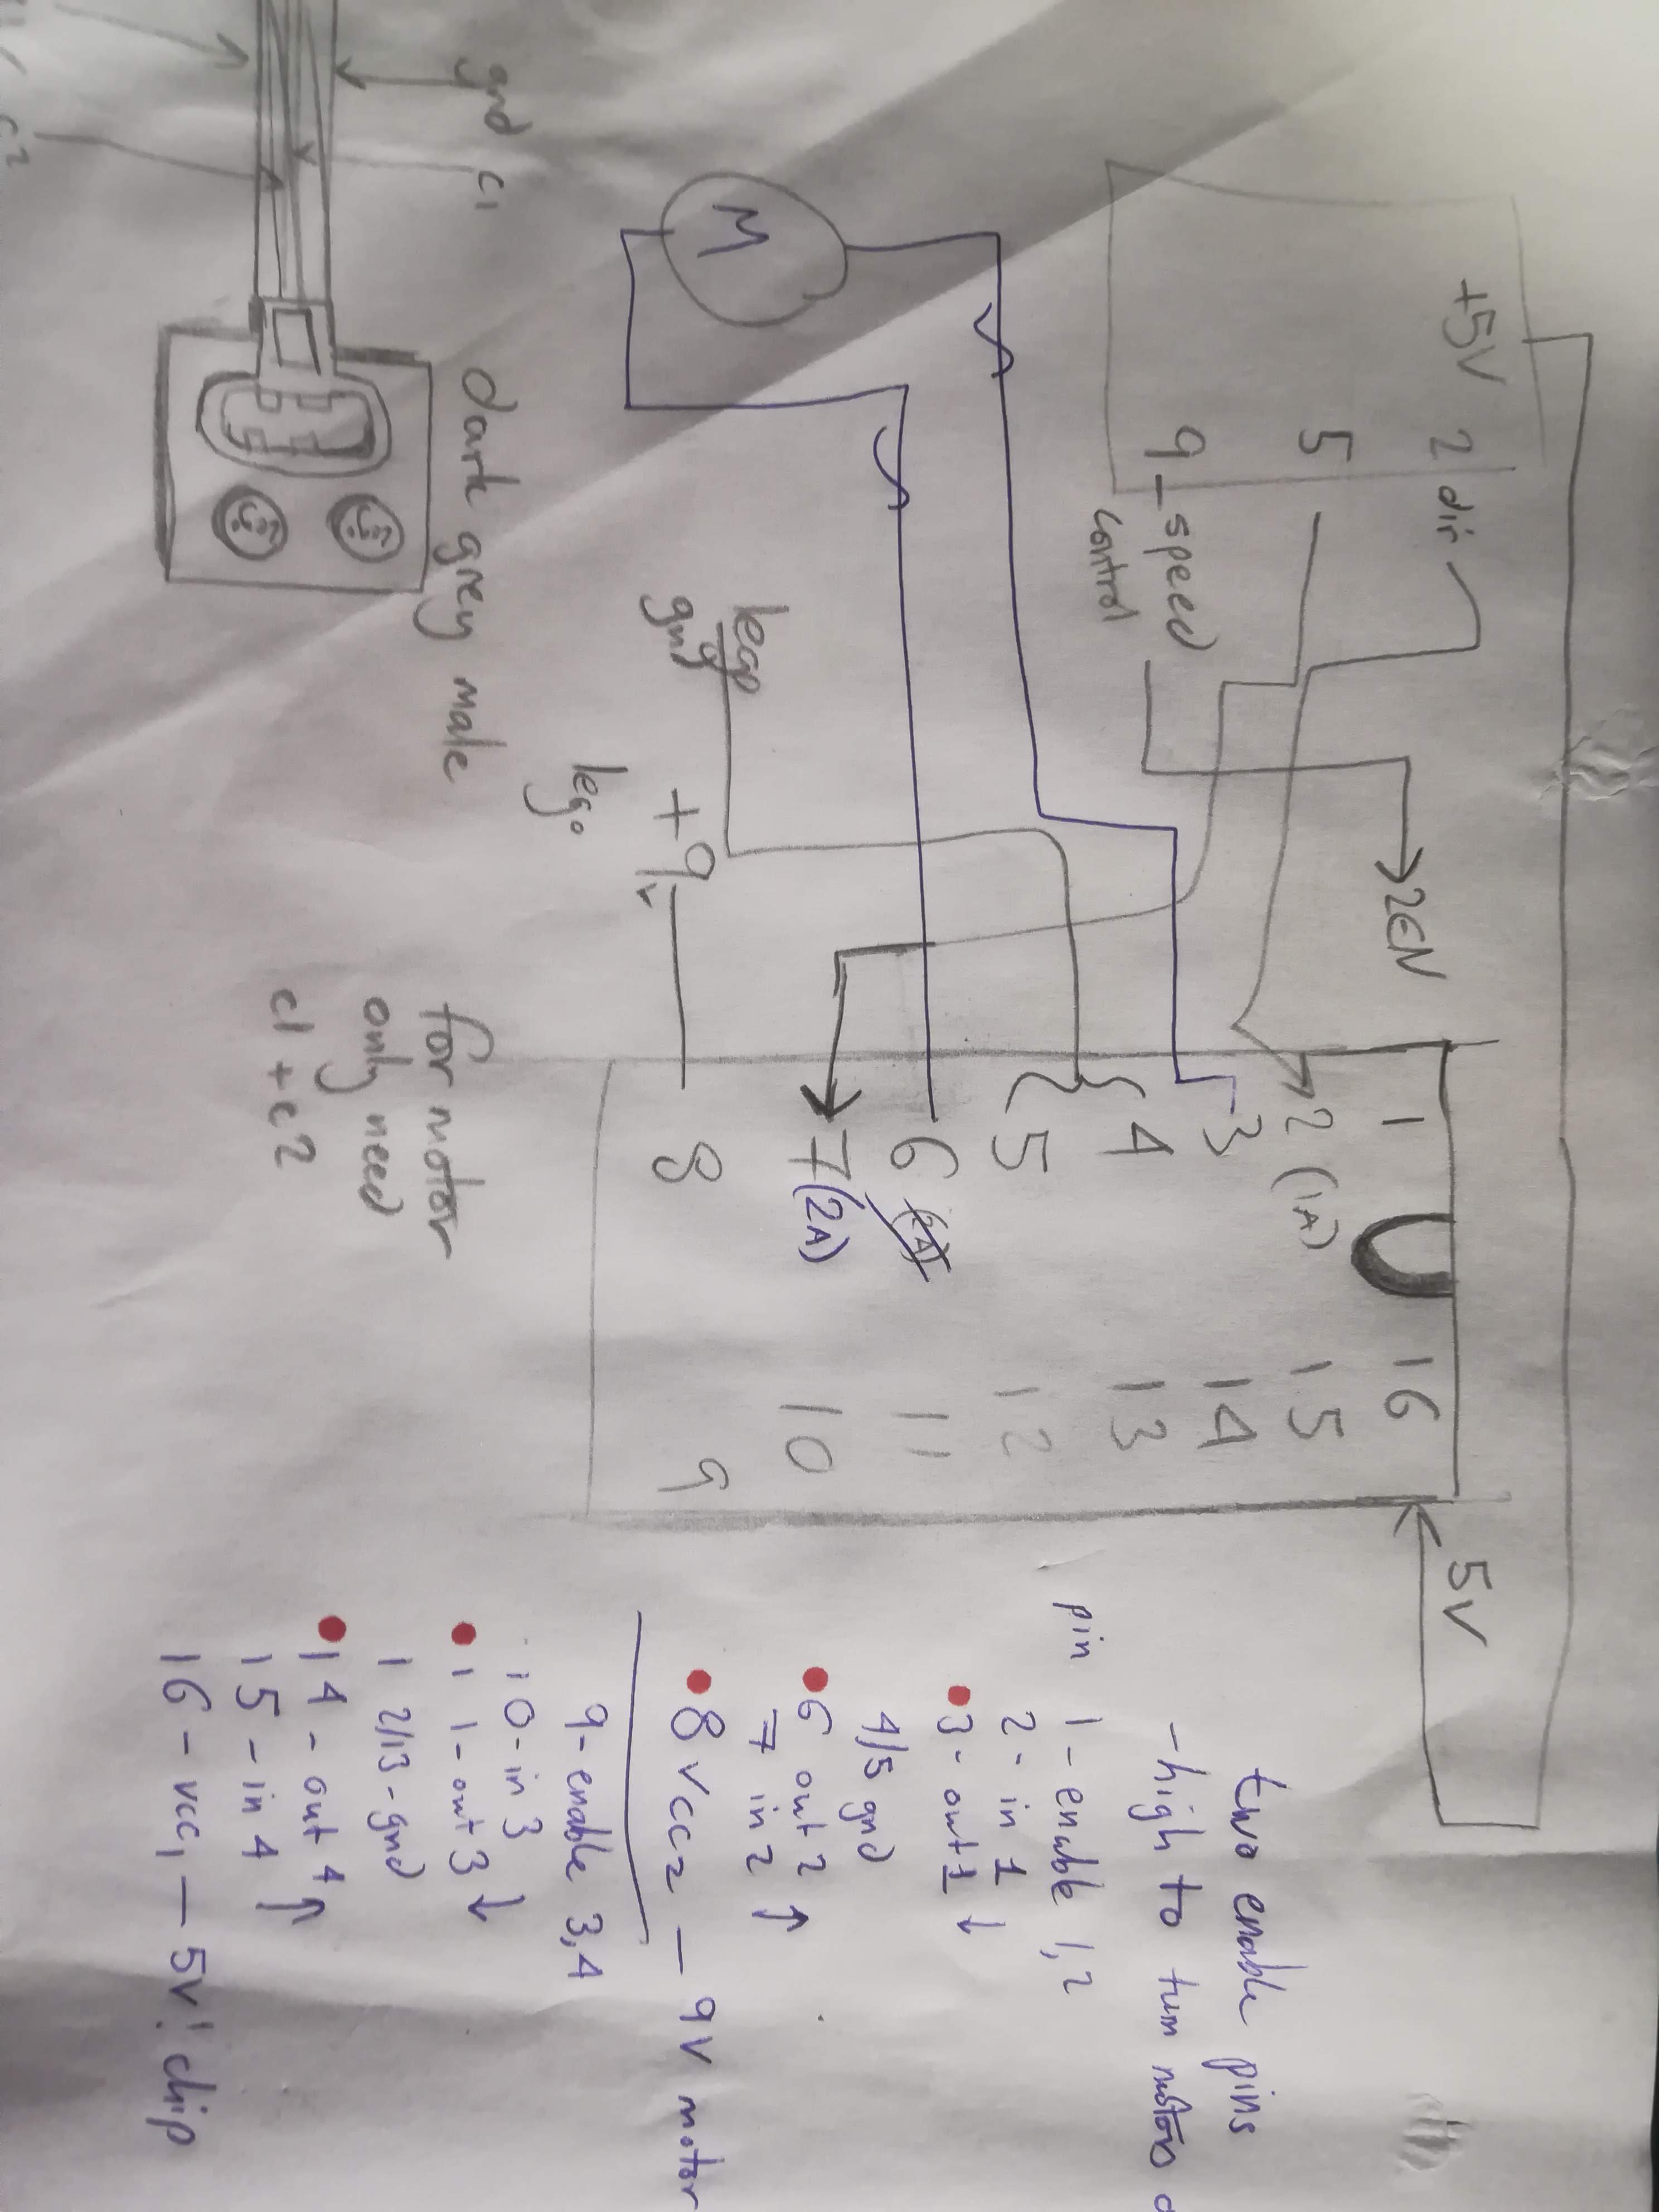 +5V
2 dir
5
9 - speed
control
2EN
5V
1
16
2 (1A)
15
3
14
4
13
5
12
6 (2A)
11
7 (2A)
10
8
9
M
lego
gnd
+9v
lego
gnd
c1
c2
dark grey male
for motor
only need
c1 + c2
two enable pins
- high to turn motors
pin 1 - enable 1,2
2 - in 1
3 - out 1 ↓
4/5 gnd
6 out 2
7 in 2 ↑
8 Vcc2 - 9V motor
9 - enable 3,4
10 - in 3
11 - out 3 ↓
12/13 - gnd
14 - out 4 ↑
15 - in 4
16 - vcc1 - 5V! chip